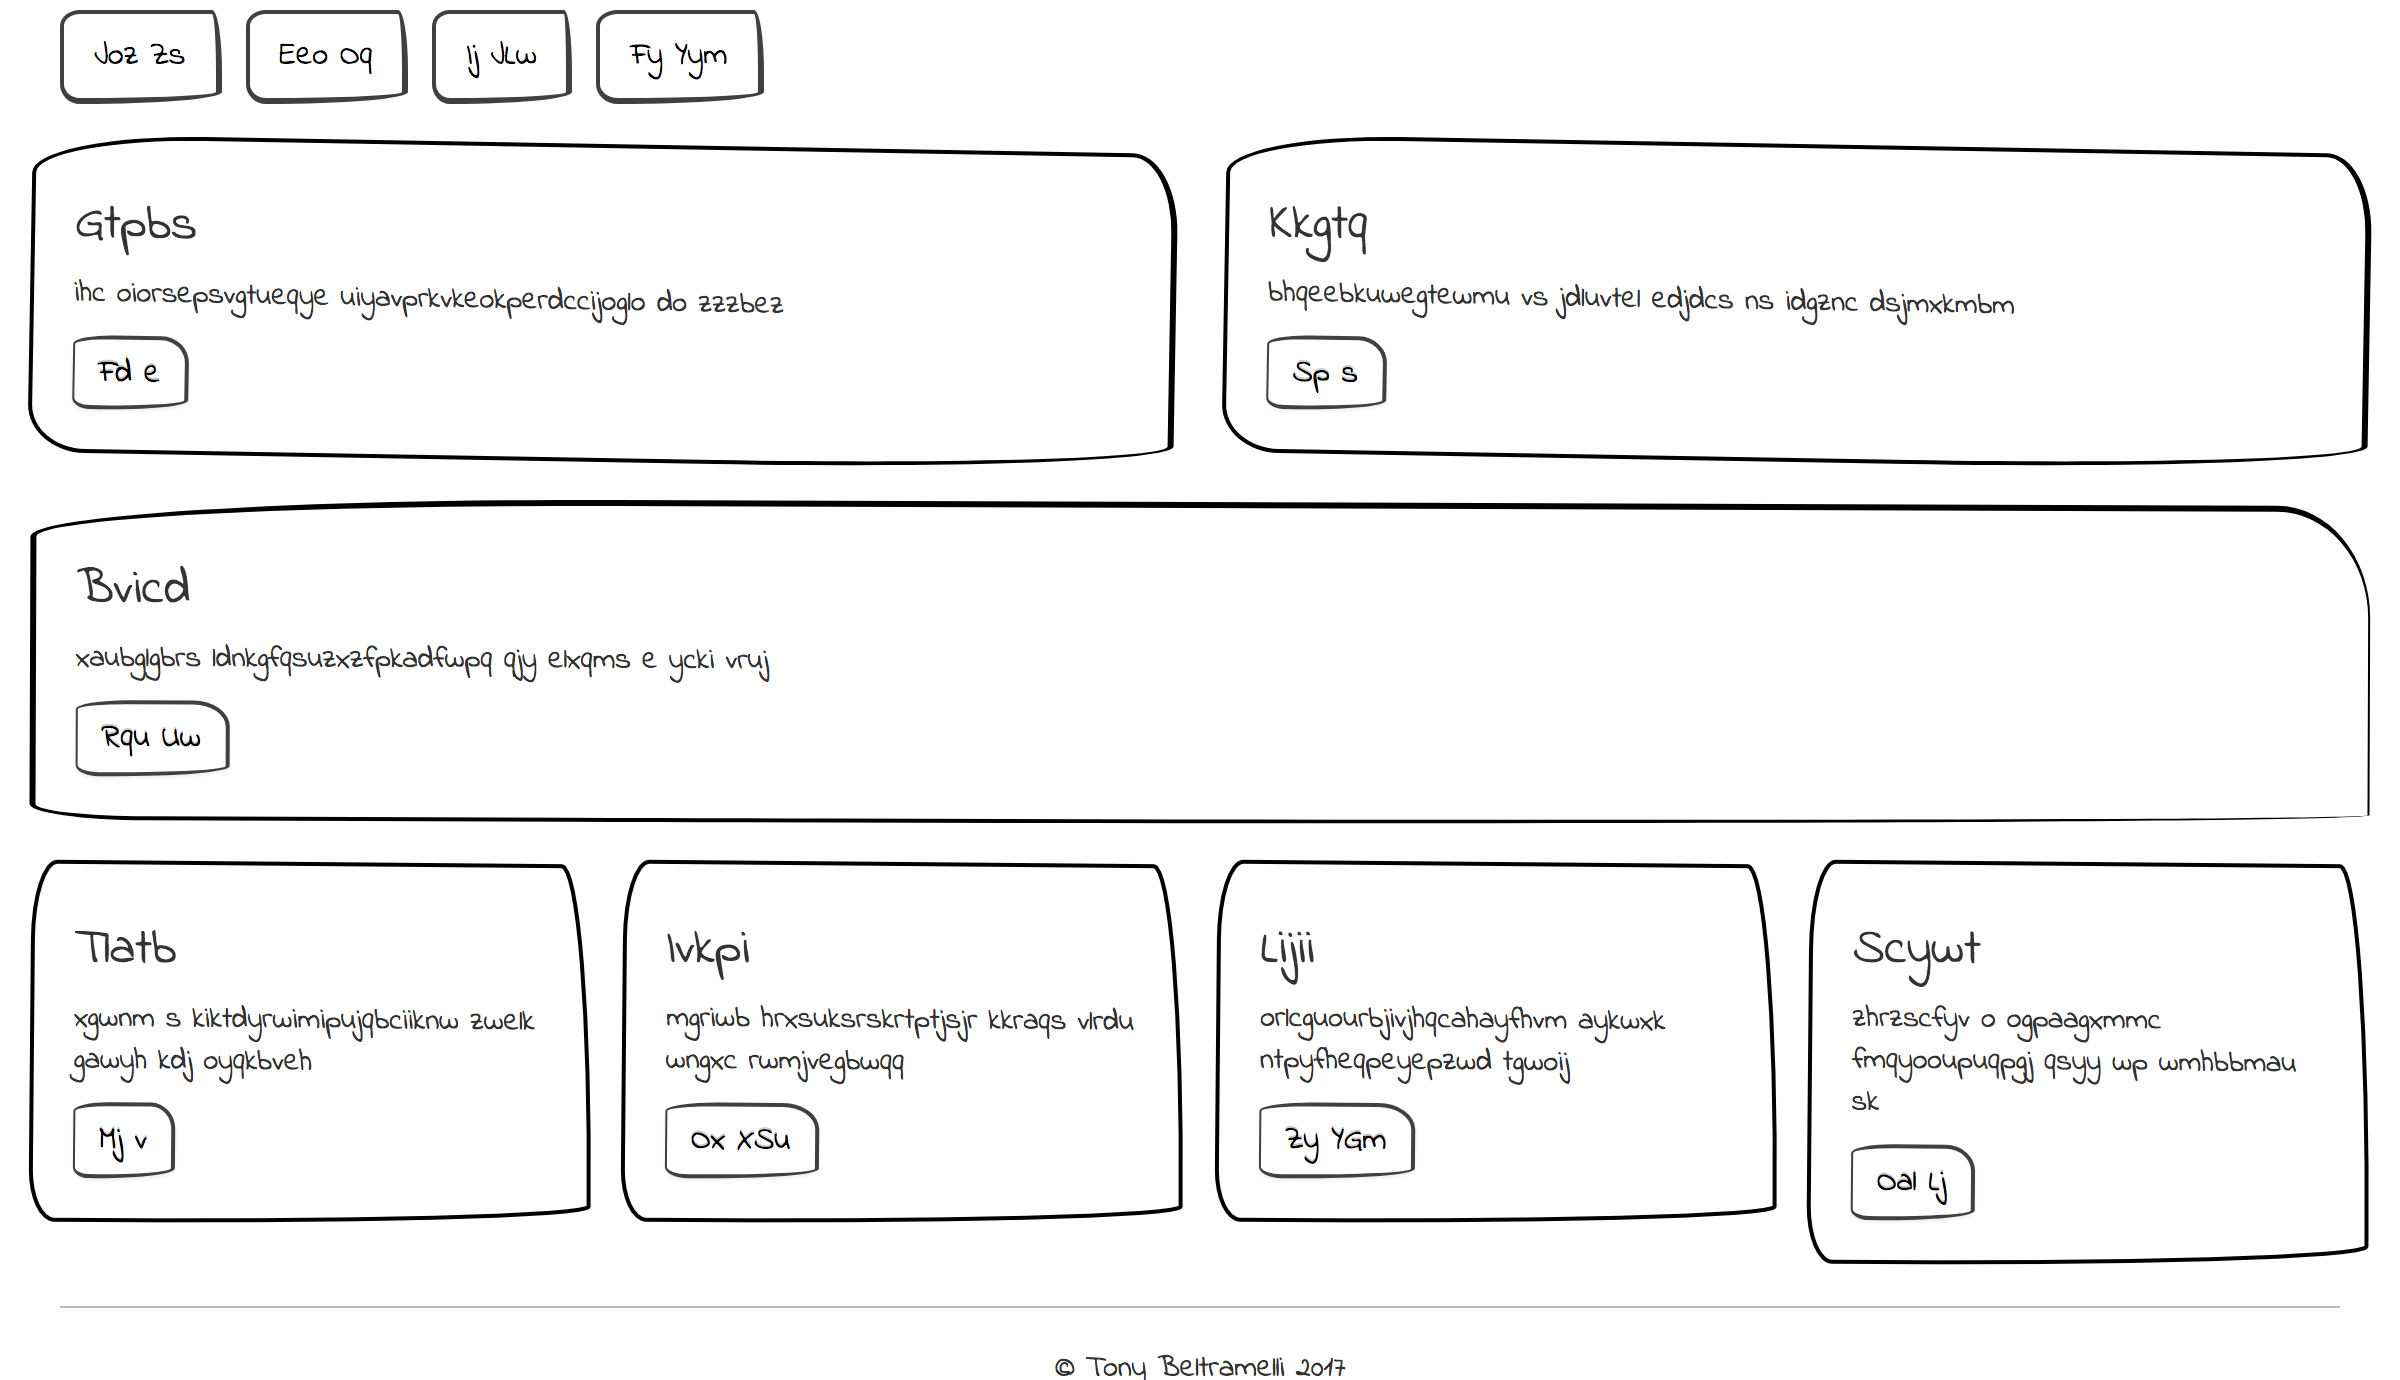 Joz Zs
Eeo Oq
Ij JLw
Fy Yym
Gtpbs
ihc oiorsepsvgtueqye uiyavprkvkeokperdccijoglo do zzzbez
Fd e
Kkgtq
bhqeebkuwegtewmu vs jdluvtel edjdcs ns idgznc dsjmxkmbm
Sp s
Bvicd
xaubglgbrs ldnkgfqsuzxzfpkadfwpq qjy elxqms e ycki vruj
Rqu Uw
Tlatb
xgwnm s kiktdyrwimipujqbciiknw zwelk
gawyh kdj oyqkbveh
Mj v
Ivkpi
mgriwb hrxsuksrskrtptjsjr kkraqs vlrdu
wngxc rwmjvegbwqq
Ox XSu
Lijii
orlcguourbjivjhqcahayfhvm aykwxk
ntpyfheqpeyepzwd tgwoij
Zy YGm
Scywt
zhrzscfyv o ogpaagxmmc
fmqyooupuqpgj qsyy wp wmhbbmau
sk
Oal Lj
© Tony Beltramelli 2017